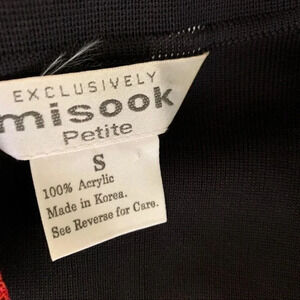 EXCLUSIVELY
misook
Petite
S
100% Acrylic
Made in Korea.
See Reverse for Care.